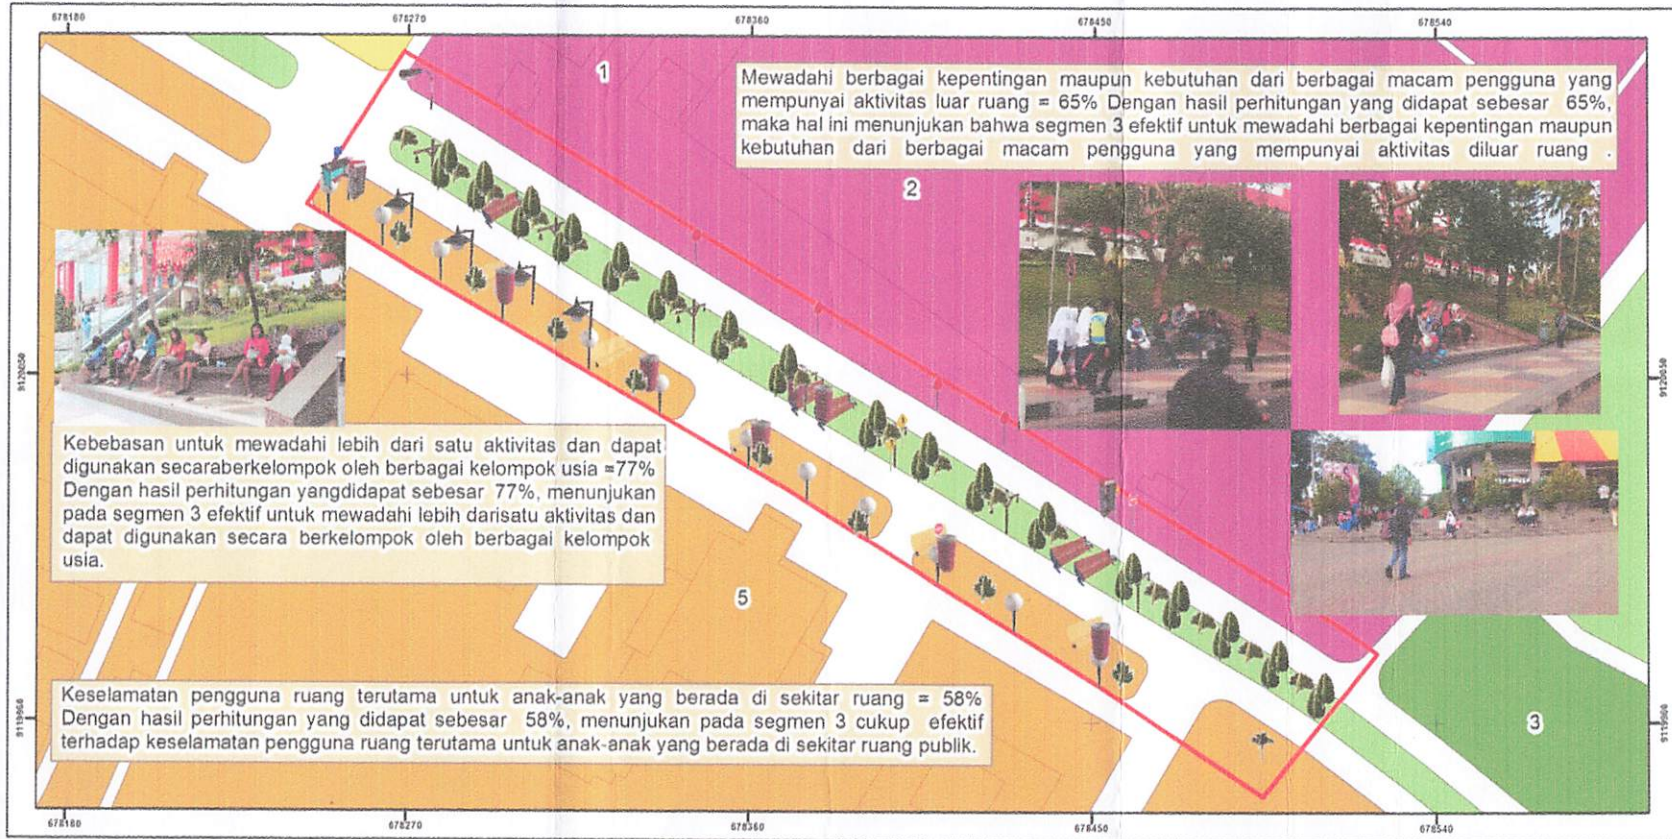 678180 678270 678360 678450 678540
1
Mewadahi berbagai kepentingan maupun kebutuhan dari berbagai macam pengguna yang
mempunyai aktivitas luar ruang = 65% Dengan hasil perhitungan yang didapat sebesar 65%,
maka hal ini menunjukan bahwa segmen 3 efektif untuk mewadahi berbagai kepentingan maupun
kebutuhan dari berbagai macam pengguna yang mempunyai aktivitas diluar ruang .
2
9120050
9120050
Kebebasan untuk mewadahi lebih dari satu aktivitas dan dapat
digunakan secaraberkelompok oleh berbagai kelompok usia =77%
Dengan hasil perhitungan yangdidapat sebesar 77%, menunjukan
pada segmen 3 efektif untuk mewadahi lebih darisatu aktivitas dan
dapat digunakan secara berkelompok oleh berbagai kelompok
usia.
5
Keselamatan pengguna ruang terutama untuk anak-anak yang berada di sekitar ruang = 58%
Dengan hasil perhitungan yang didapat sebesar 58%, menunjukan pada segmen 3 cukup efektif
terhadap keselamatan pengguna ruang terutama untuk anak-anak yang berada di sekitar ruang publik.
3
9119960
678180 678270 678360 678450 678540